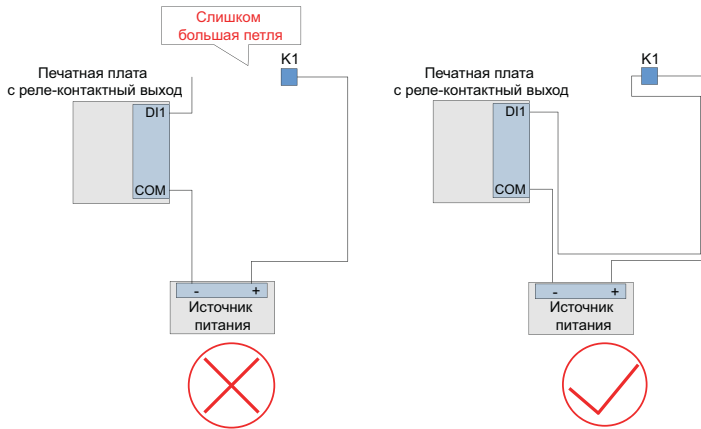 Слишком
большая петля
K1
Печатная плата
с реле-контактный выход
DI1
COM
- +
Источник
питания
K1
Печатная плата
с реле-контактный выход
DI1
COM
- +
Источник
питания